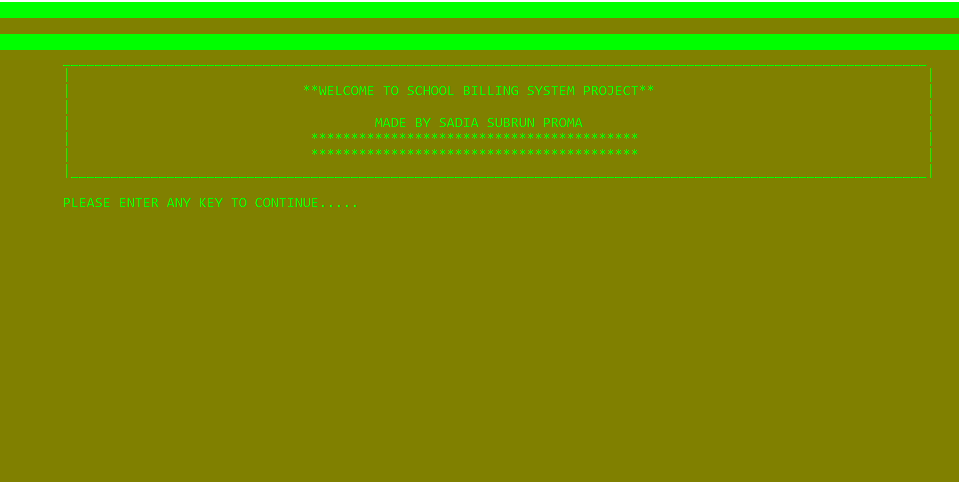 **WELCOME TO SCHOOL BILLING SYSTEM PROJECT**
MADE BY SADIA SUBRUN PROMA
*****************************************
*****************************************
PLEASE ENTER ANY KEY TO CONTINUE.....